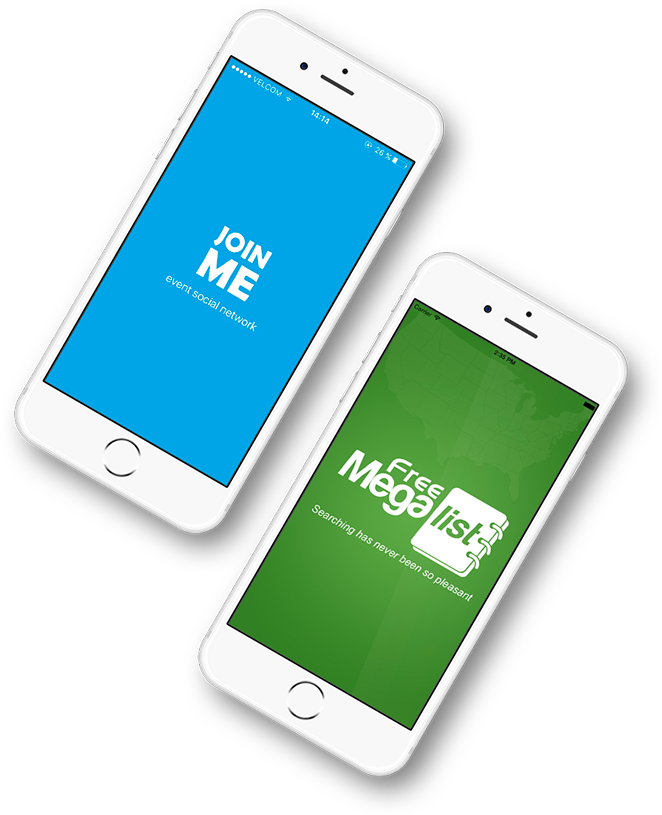 VELCOM
14:14
26 %
JOIN
ME
event social network
Carrier
2:35 PM
Free
Mega list
Searching has never been so pleasant